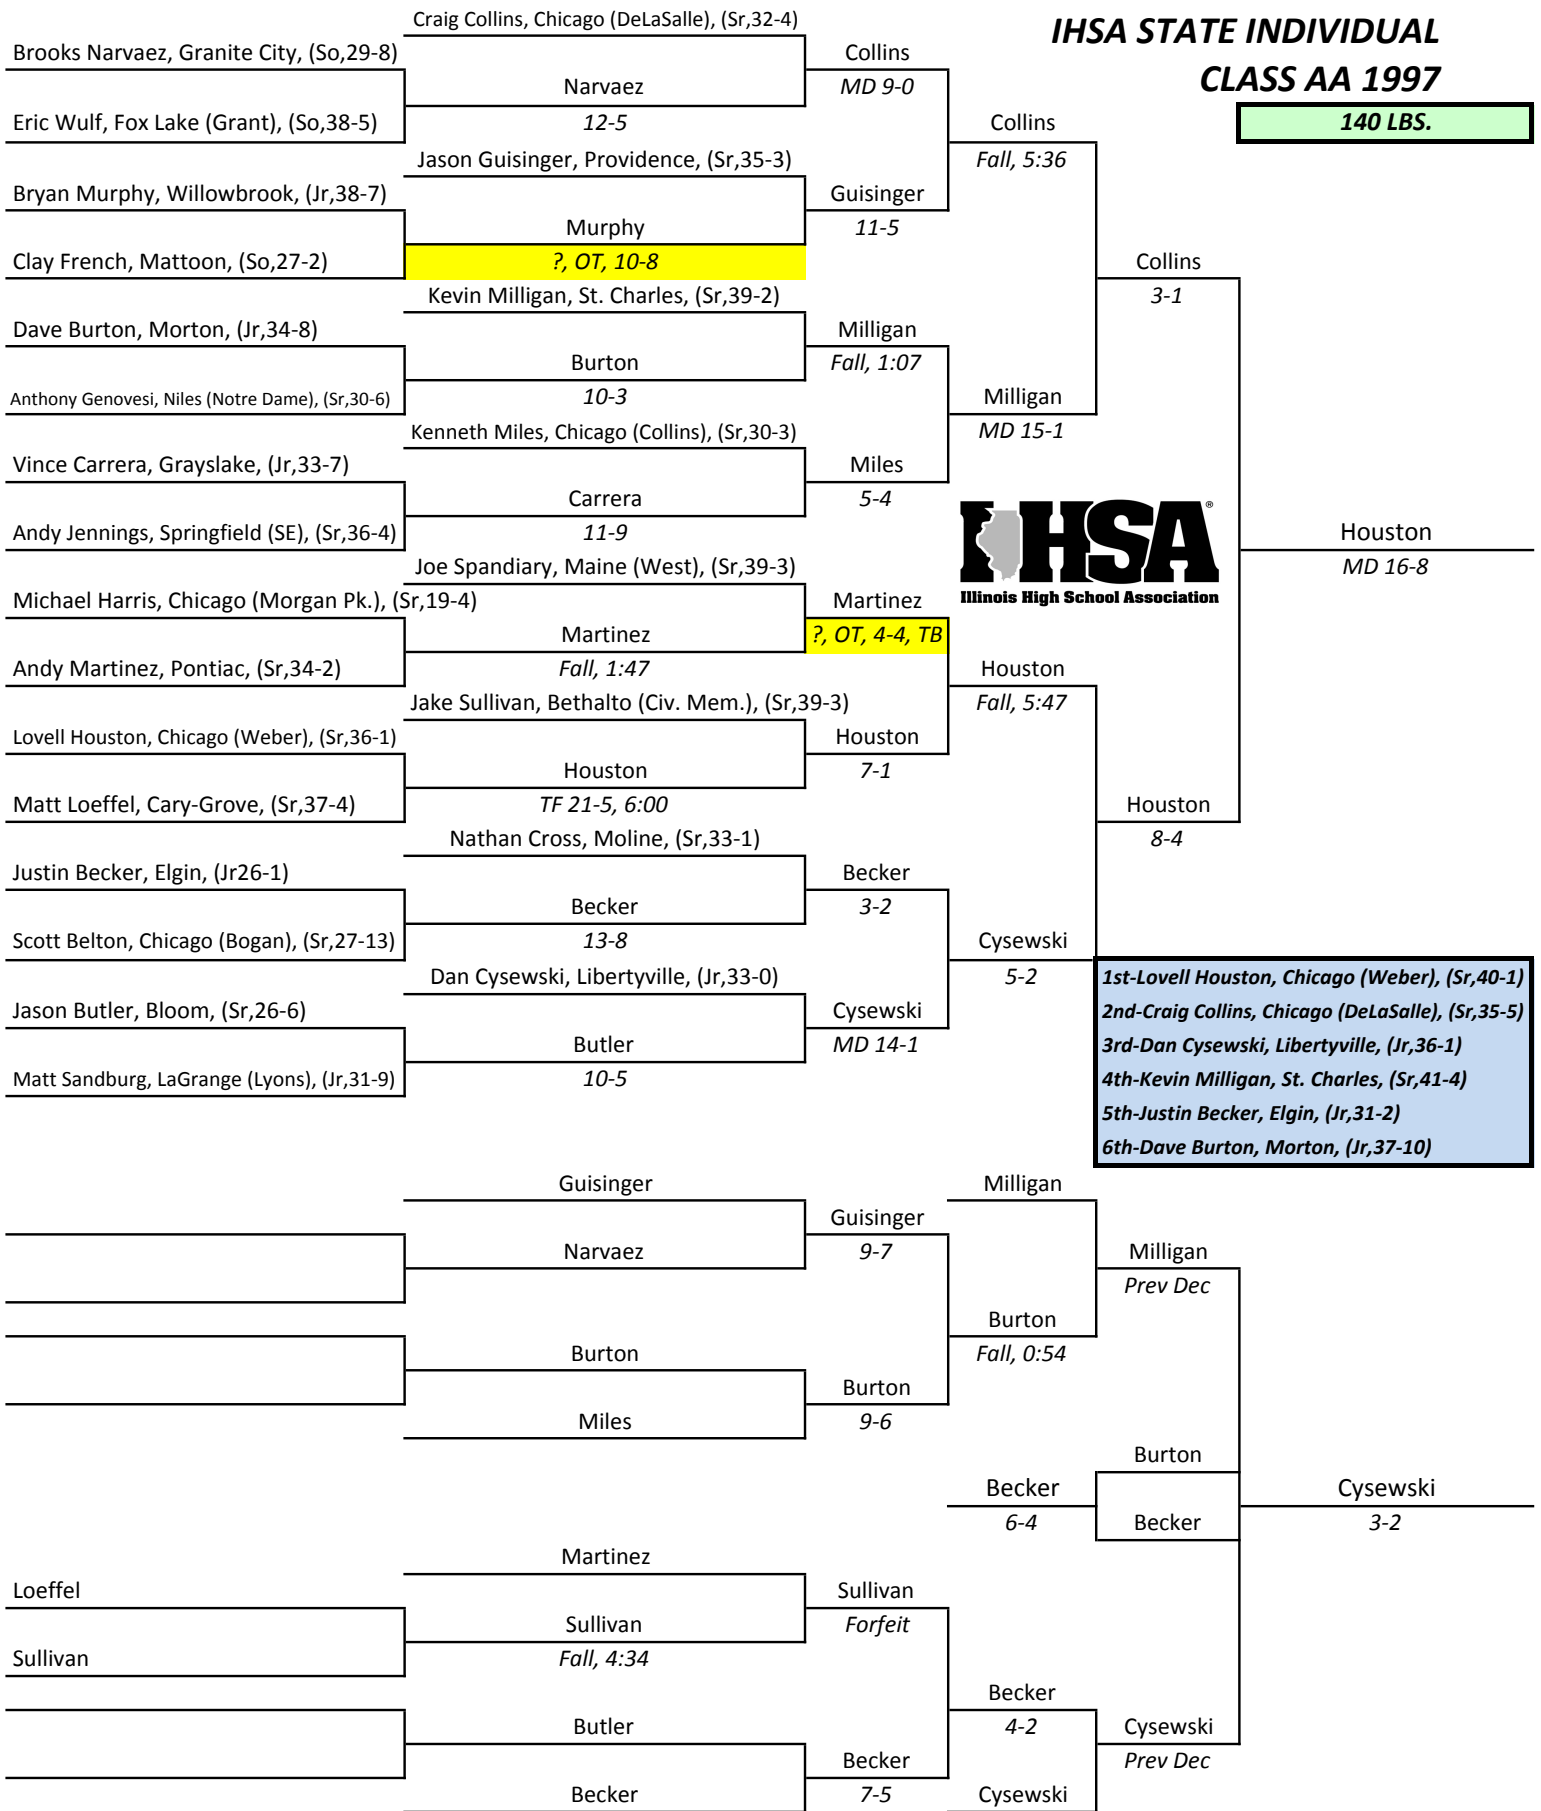 Craig Collins, Chicago (DeLaSalle), (Sr,32-4)
IHSA STATE INDIVIDUAL
Brooks Narvaez, Granite City, (So,29-8)
Collins
CLASS AA 1997
Narvaez
MD 9-0
Eric Wulf, Fox Lake (Grant), (So,38-5)
12-5
Collins
140 LBS.
Jason Guisinger, Providence, (Sr,35-3)
Fall, 5:36
Bryan Murphy, Willowbrook, (Jr,38-7)
Guisinger
Murphy
11-5
Clay French, Mattoon, (So,27-2)
?, OT, 10-8
Collins
Kevin Milligan, St. Charles, (Sr,39-2)
3-1
Dave Burton, Morton, (Jr,34-8)
Milligan
Burton
Fall, 1:07
Anthony Genovesi, Niles (Notre Dame), (Sr,30-6)
10-3
Milligan
Kenneth Miles, Chicago (Collins), (Sr,30-3)
MD 15-1
Vince Carrera, Grayslake, (Jr,33-7)
Miles
Carrera
5-4
Andy Jennings, Springfield (SE), (Sr,36-4)
11-9
IHSA®
Houston
Joe Spandiary, Maine (West), (Sr,39-3)
MD 16-8
Michael Harris, Chicago (Morgan Pk.), (Sr,19-4)
Martinez
Illinois High School Association
Martinez
?, OT, 4-4, TB
Andy Martinez, Pontiac, (Sr,34-2)
Fall, 1:47
Houston
Jake Sullivan, Bethalto (Civ. Mem.), (Sr,39-3)
Fall, 5:47
Lovell Houston, Chicago (Weber), (Sr,36-1)
Houston
Houston
7-1
Matt Loeffel, Cary-Grove, (Sr,37-4)
TF 21-5, 6:00
Houston
Nathan Cross, Moline, (Sr,33-1)
8-4
Justin Becker, Elgin, (Jr26-1)
Becker
Becker
3-2
Scott Belton, Chicago (Bogan), (Sr,27-13)
13-8
Cysewski
Dan Cysewski, Libertyville, (Jr,33-0)
5-2
1st-Lovell Houston, Chicago (Weber), (Sr,40-1)
Jason Butler, Bloom, (Sr,26-6)
Cysewski
2nd-Craig Collins, Chicago (DeLaSalle), (Sr,35-5)
Butler
MD 14-1
3rd-Dan Cysewski, Libertyville, (Jr,36-1)
Matt Sandburg, LaGrange (Lyons), (Jr,31-9)
10-5
4th-Kevin Milligan, St. Charles, (Sr,41-4)
5th-Justin Becker, Elgin, (Jr,31-2)
6th-Dave Burton, Morton, (Jr,37-10)
Guisinger
Milligan
Guisinger
Narvaez
9-7
Milligan
Prev Dec
Burton
Burton
Fall, 0:54
Burton
Miles
9-6
Burton
Becker
Cysewski
6-4
Becker
3-2
Martinez
Loeffel
Sullivan
Sullivan
Forfeit
Sullivan
Fall, 4:34
Becker
Butler
4-2
Cysewski
Becker
Prev Dec
Becker
7-5
Cysewski